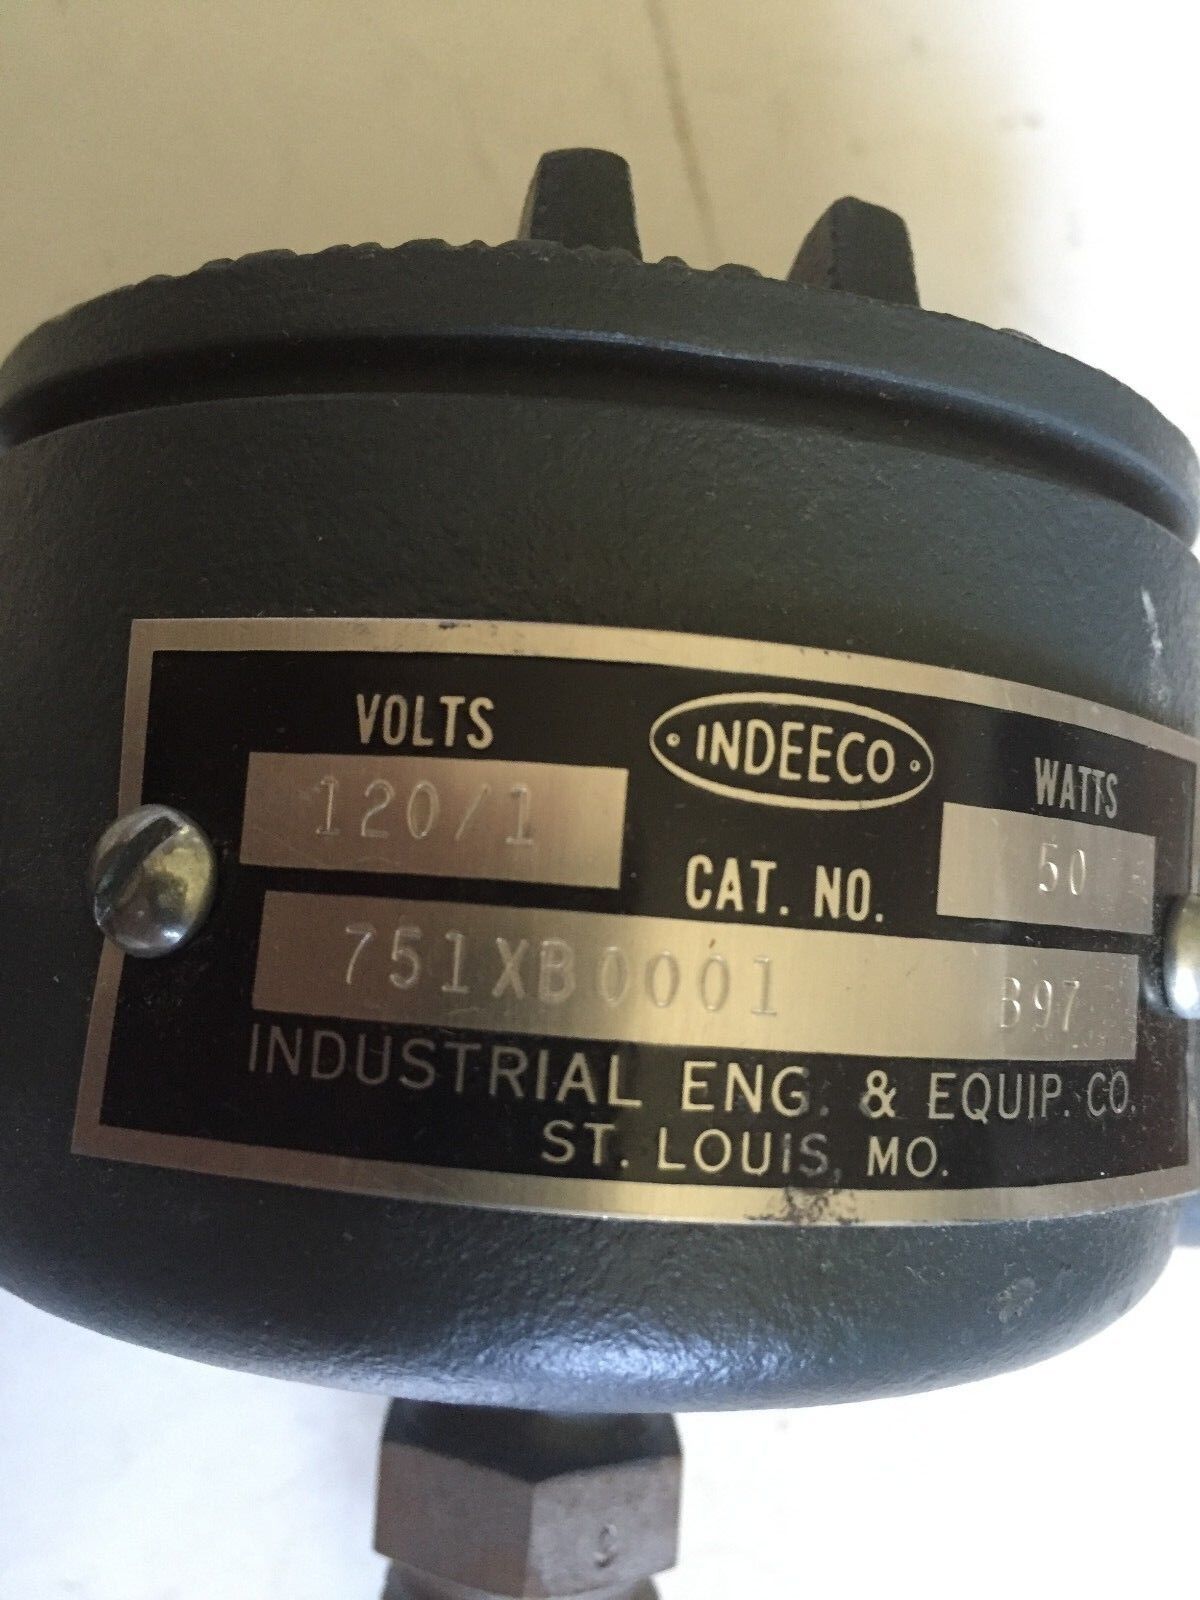 VOLTS
INDEECO
WATTS
120/1
50
CAT. NO.
751XB0001 B97
INDUSTRIAL ENG. & EQUIP. CO.
ST. LOUIS, MO.